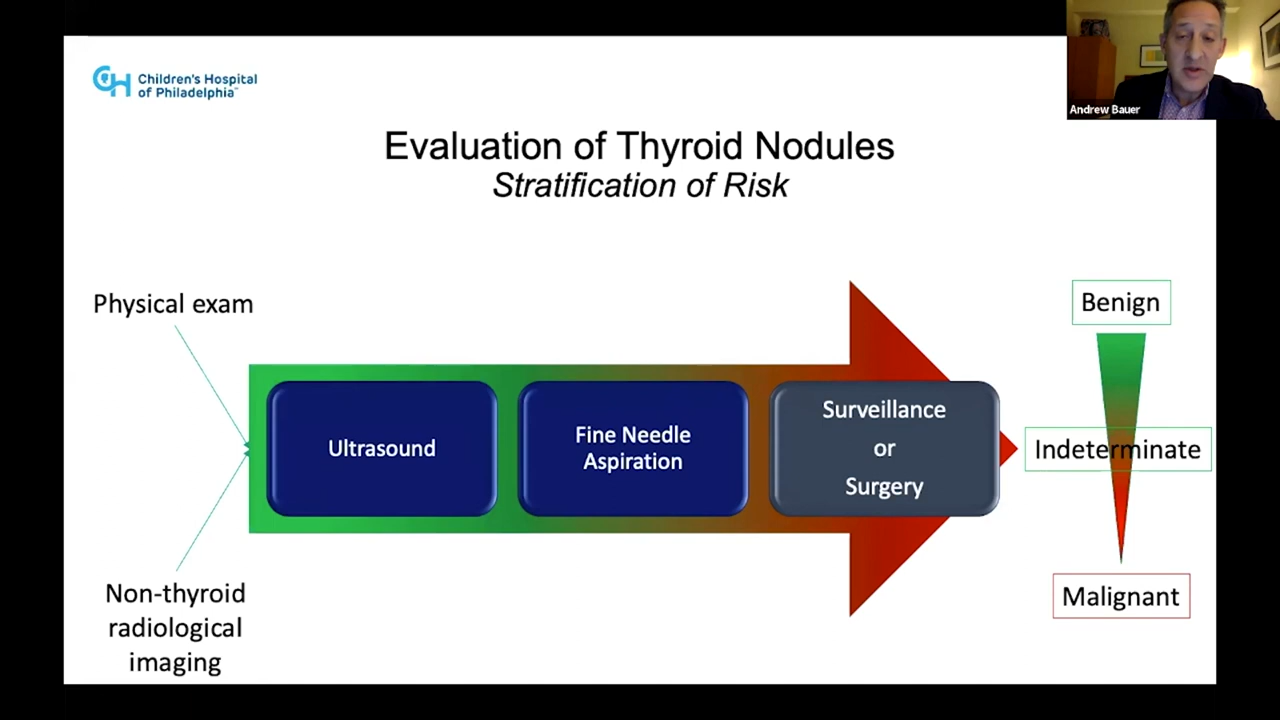 Children's Hospital
of Philadelphia™
Andrew Bauer
Evaluation of Thyroid Nodules
Stratification of Risk
Physical exam
Non-thyroid
radiological
imaging
Ultrasound
Fine Needle
Aspiration
Surveillance
or
Surgery
Benign
Indeterminate
Malignant